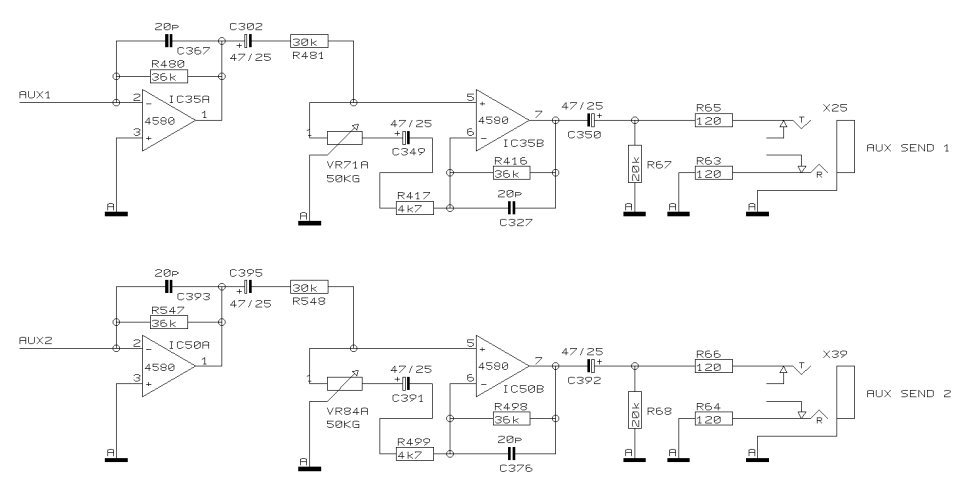 20p
C302
C367
+
47/25
30k
R481
R480
36k
AUX1
2
−
IC35A
4580
1
3
+
5
+
47/25
7
4580
6
−
IC35B
1
+
47/25
C349
VR71A
50KG
R416
36k
R417
4k7
20p
C327
+
C350
R65
120
T
X25
20k
R67
R63
120
R
AUX SEND 1
A
A
A
A
A
20p
C395
C393
+
47/25
30k
R548
R547
36k
AUX2
2
−
IC50A
4580
1
3
+
5
+
47/25
7
4580
6
−
IC50B
1
+
47/25
C391
VR84A
50KG
R498
36k
R499
4k7
20p
C376
+
C392
R66
120
T
X39
20k
R68
R64
120
R
AUX SEND 2
A
A
A
A
A